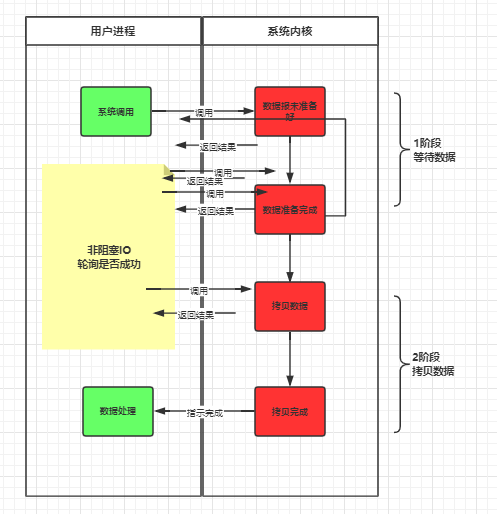 用户进程
系统内核
系统调用
调用
数据报未准备
好
返回结果
1阶段
等待数据
调用
返回结果
调用
返回结果
数据准备完成
非阻塞IO
轮询是否成功
调用
拷贝数据
返回结果
2阶段
拷贝数据
数据处理
指示完成
拷贝完成